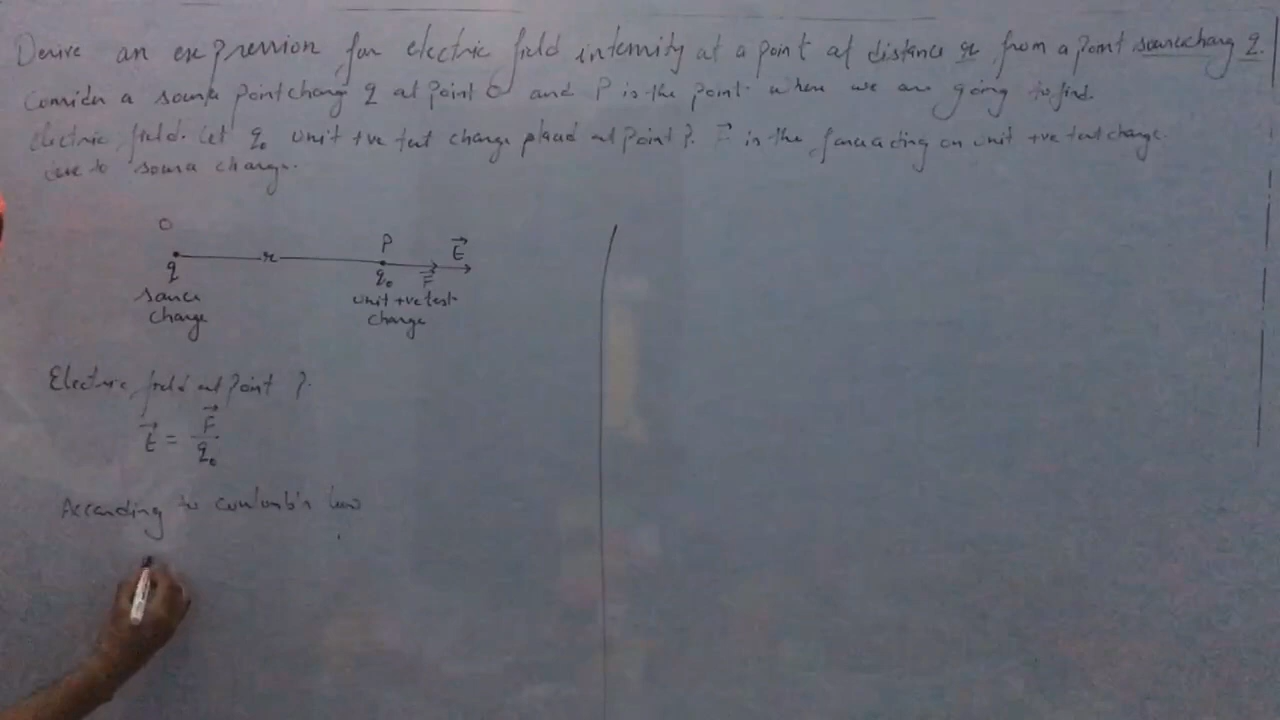 Derive an expression for electric field intensity at a point at distance r from a point source charg q.
Consider a source point charg q at point O and P is the point where we are going to find
Electric field. Let q₀ unit +ve test charge placed at point P. F is the force acting on unit +ve test charge
due to source charge.
O
P
E
r
q
q₀
F
source
charge
unit +ve test
charge
Electric field at point P.
E = F / q₀
According to coulomb's law